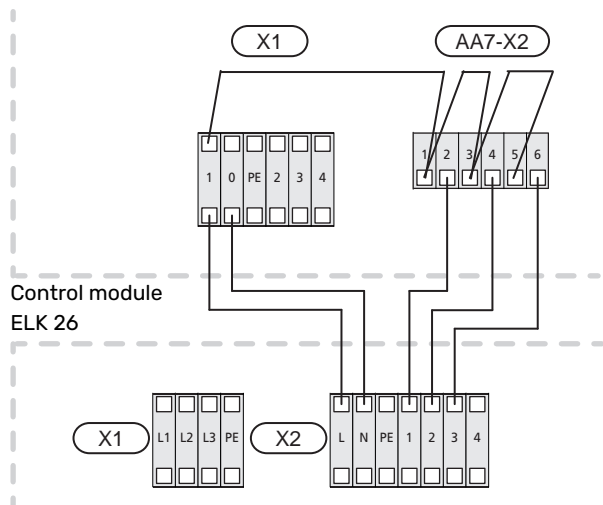 X1
AA7-X2
1 2 3 4 5 6
1 0 PE 2 3 4
Control module
ELK 26
X1
L1 L2 L3 PE
X2
L N PE 1 2 3 4